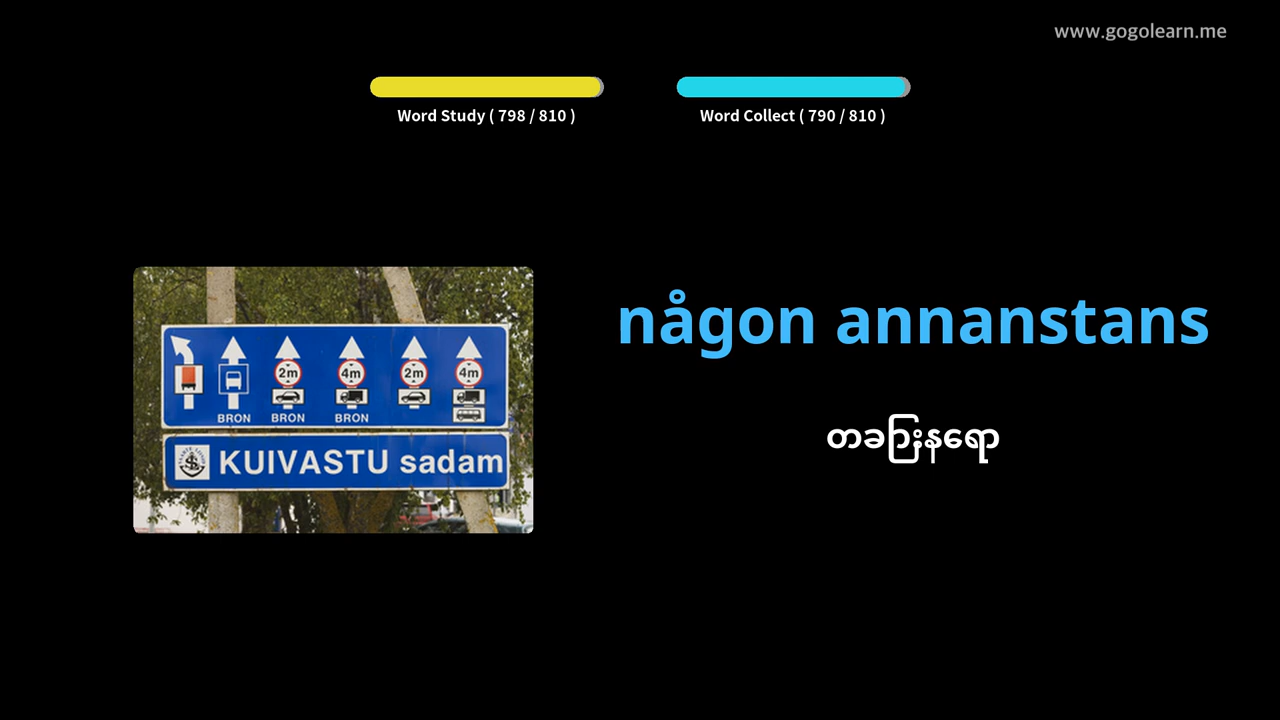 www.gogolearn.me
Word Study ( 798 / 810 )
Word Collect ( 790 / 810 )
någon annanstans
တခြားနေရာ
2m
4m
2m
4m
BRON BRON BRON
KUIVASTU sadam